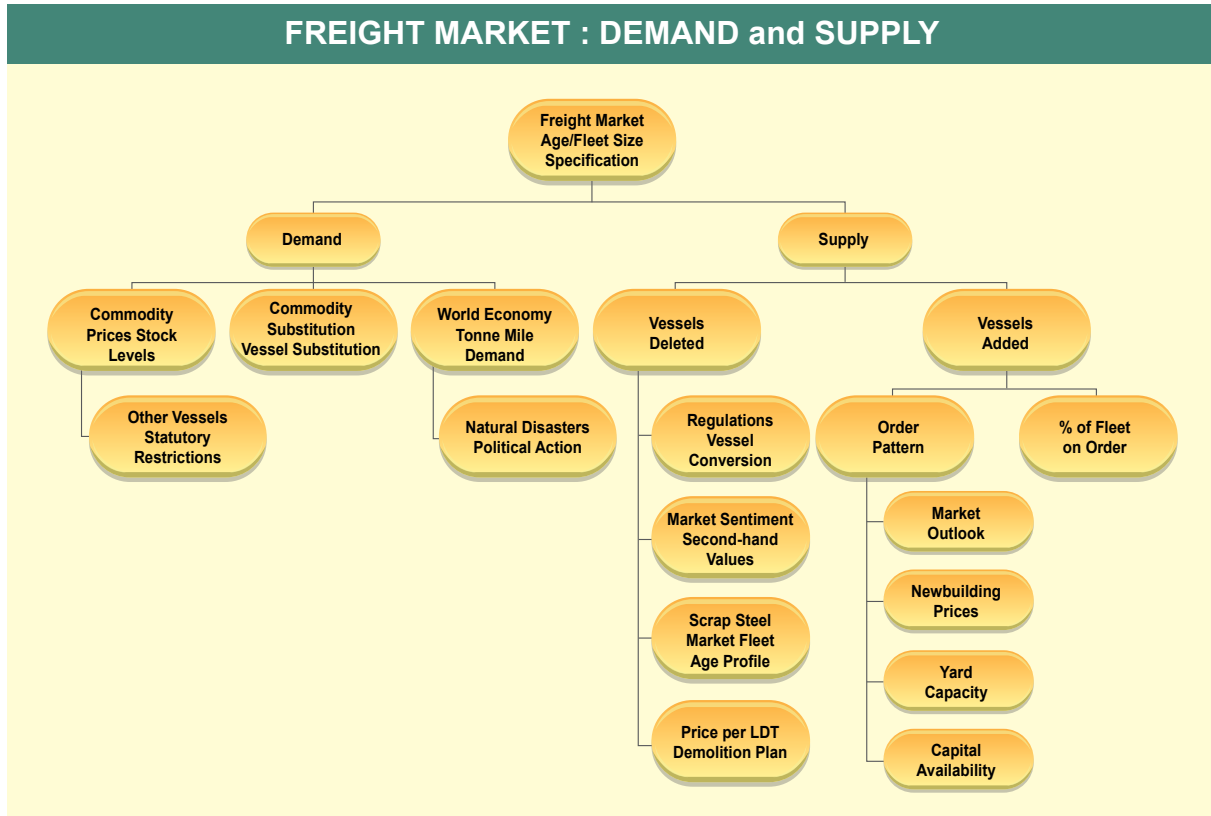 FREIGHT MARKET : DEMAND and SUPPLY
Freight Market
Age/Fleet Size
Specification
Demand
Supply
Commodity
Prices Stock
Levels
Commodity
Substitution
Vessel Substitution
World Economy
Tonne Mile
Demand
Vessels
Deleted
Vessels
Added
Other Vessels
Statutory
Restrictions
Natural Disasters
Political Action
Regulations
Vessel
Conversion
Order
Pattern
% of Fleet
on Order
Market Sentiment
Second-hand
Values
Market
Outlook
Scrap Steel
Market Fleet
Age Profile
Newbuilding
Prices
Yard
Capacity
Price per LDT
Demolition Plan
Capital
Availability